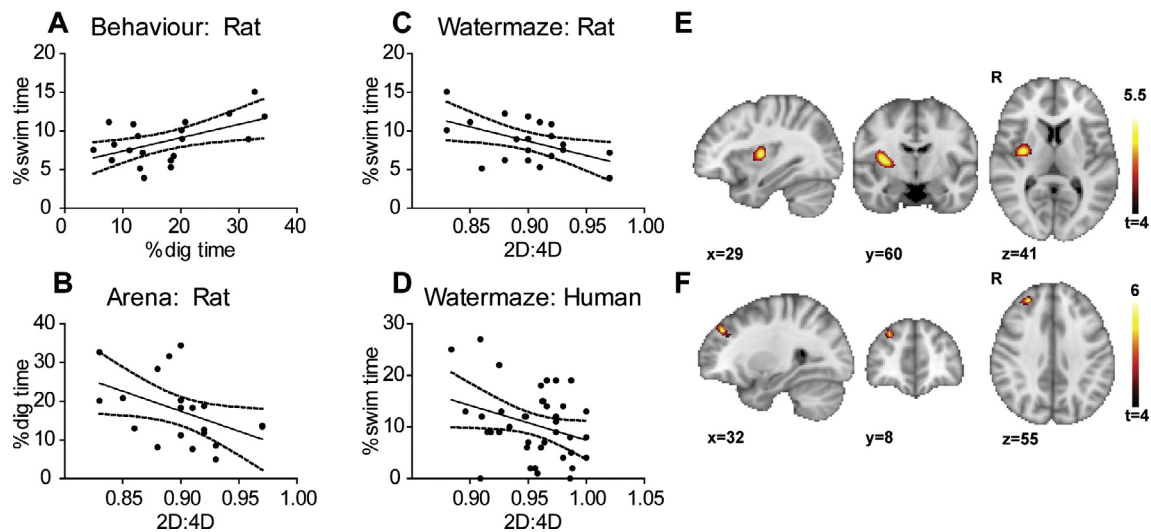 A Behaviour: Rat
20
15
10
5
0
%swim time
0 10 20 30 40
%dig time
B Arena: Rat
40
30
20
10
0
%dig time
0.85 0.90 0.95 1.00
2D:4D
C Watermaze: Rat
20
15
10
5
0
%swim time
0.85 0.90 0.95 1.00
2D:4D
D Watermaze: Human
30
20
10
0
%swim time
0.85 0.90 0.95 1.00 1.05
2D:4D
E
R
5.5
t=4
x=29 y=60 z=41
F
R
6
t=4
x=32 y=8 z=55